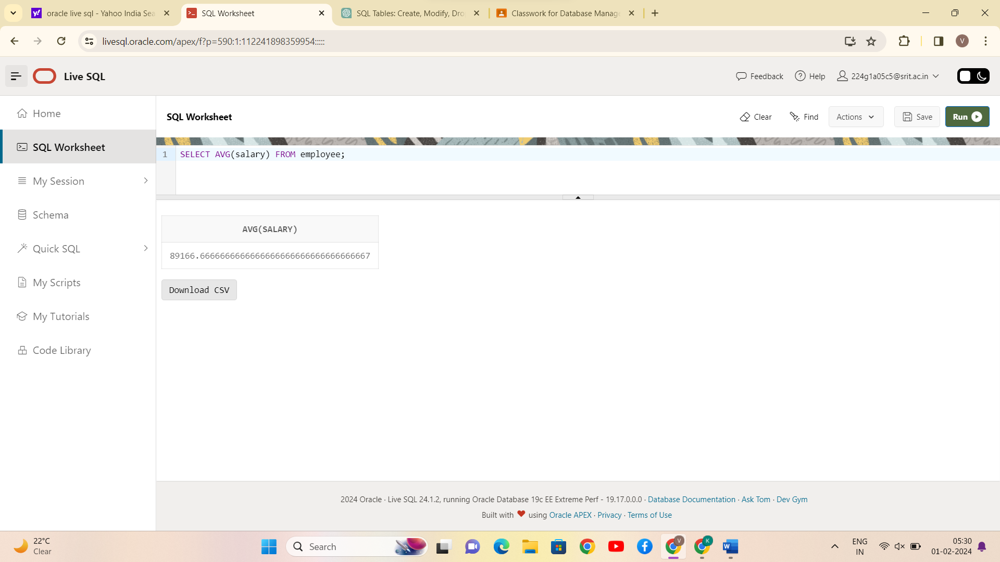 oracle live sql - Yahoo India Sea
SQL Worksheet
SQL Tables: Create, Modify, Dro
Classwork for Database Manage
livesql.oracle.com/apex/f?p=590:1:112241898359954:::::
V
Live SQL
Feedback
Help
224g1a05c5@srit.ac.in
Home
SQL Worksheet
My Session
Schema
Quick SQL
My Scripts
My Tutorials
Code Library
SQL Worksheet
Clear
Find
Actions
Save
Run
1 SELECT AVG(salary) FROM employee;
AVG(SALARY)
89166.6666666666666666666666666666666667
Download CSV
2024 Oracle · Live SQL 24.1.2, running Oracle Database 19c EE Extreme Perf - 19.17.0.0.0 · Database Documentation · Ask Tom · Dev Gym
Built with ❤ using Oracle APEX · Privacy · Terms of Use
22°C
Clear
Search
V
K
W
ENG
IN
05:30
01-02-2024